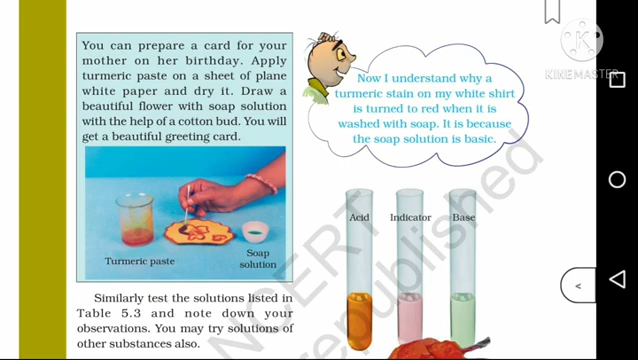 You can prepare a card for your
mother on her birthday. Apply
turmeric paste on a sheet of plane
white paper and dry it. Draw a
beautiful flower with soap solution
with the help of a cotton bud. You will
get a beautiful greeting card.
Turmeric paste
Soap
solution
Similarly test the solutions listed in
Table 5.3 and note down your
observations. You may try solutions of
other substances also.
Now I understand why a
turmeric stain on my white shirt
is turned to red when it is
washed with soap. It is because
the soap solution is basic.
Acid
Indicator
Base
NCERT
republished
K
KINEMASTER